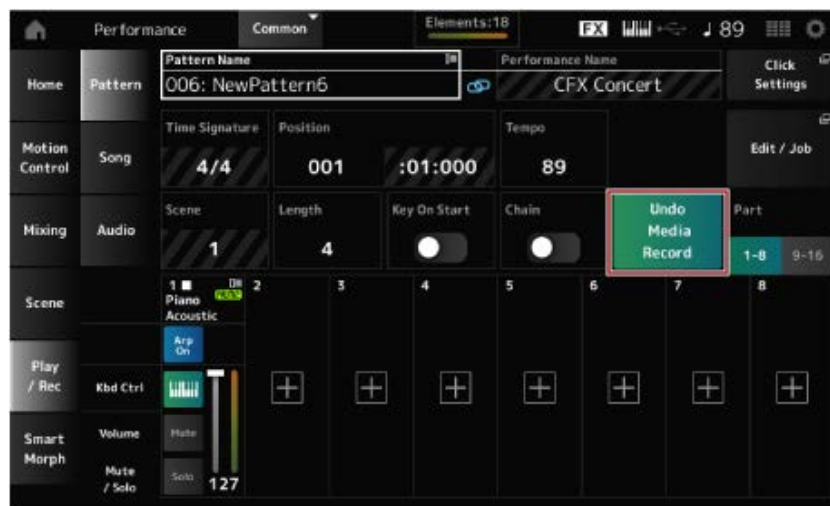 Performance
Common
Elements:18
FX
89
Home
Pattern
Pattern Name
006: NewPattern6
Performance Name
CFX Concert
Click
Settings
Motion
Control
Song
Time Signature
4/4
Position
001
:01:000
Tempo
89
Edit / Job
Mixing
Audio
Scene
1
Length
4
Key On Start
Chain
Undo
Media
Record
Part
1-8
9-16
Scene
1
2
3
4
5
6
7
8
Piano
Acoustic
Arp
On
Play
/ Rec
Kbd Ctrl
Smart
Morph
Volume
Mute
Mute
/ Solo
Solo
127